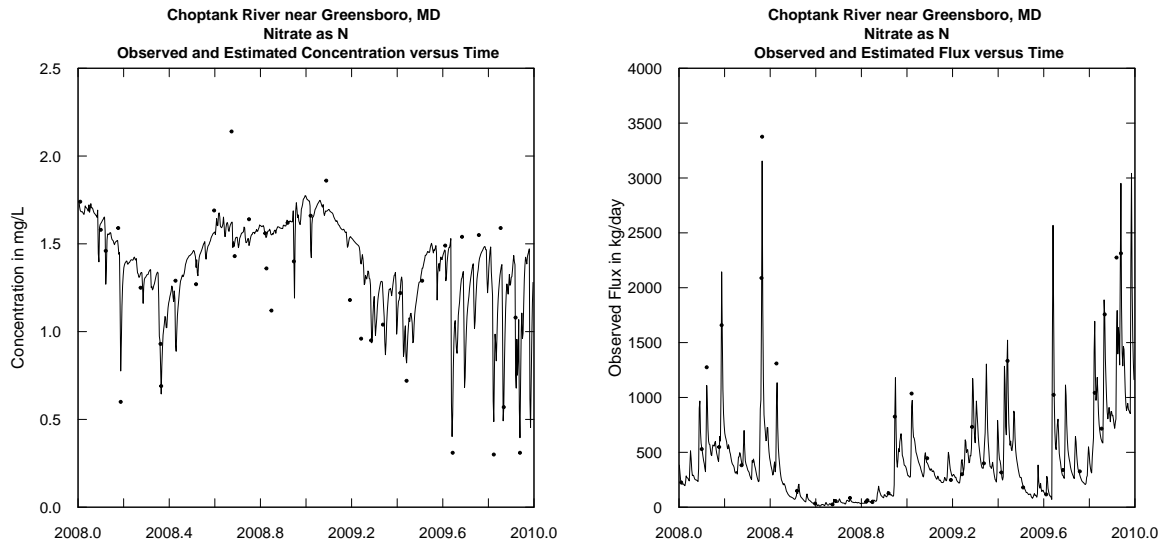 Choptank River near Greensboro, MD
Nitrate as N
Observed and Estimated Concentration versus Time
2.5
2.0
1.5
1.0
0.5
0.0
Concentration in mg/L
2008.0 2008.4 2008.8 2009.2 2009.6 2010.0
Choptank River near Greensboro, MD
Nitrate as N
Observed and Estimated Flux versus Time
4000
3500
3000
2500
2000
1500
1000
500
0
Observed Flux in kg/day
2008.0 2008.4 2008.8 2009.2 2009.6 2010.0